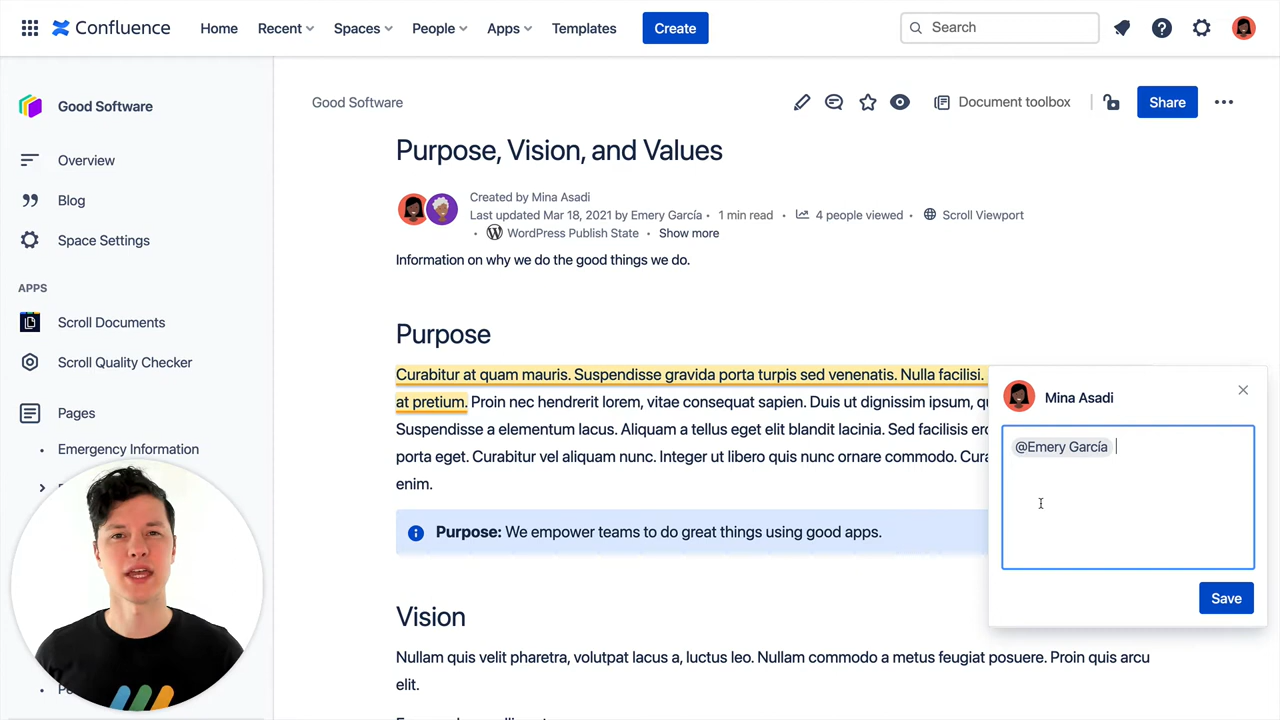 Confluence
Home
Recent
Spaces
People
Apps
Templates
Create
Search
Good Software
Overview
Blog
Space Settings
APPS
Scroll Documents
Scroll Quality Checker
Pages
Emergency Information
Good Software
Document toolbox
Share
Purpose, Vision, and Values
Created by Mina Asadi
Last updated Mar 18, 2021 by Emery García • 1 min read • 4 people viewed • Scroll Viewport
• WordPress Publish State • Show more
Information on why we do the good things we do.
Purpose
Curabitur at quam mauris. Suspendisse gravida porta turpis sed venenatis. Nulla facilisi.
at pretium. Proin nec hendrerit lorem, vitae consequat sapien. Duis ut dignissim ipsum,
Suspendisse a elementum lacus. Aliquam a tellus eget elit blandit lacinia. Sed facilisis
porta eget. Curabitur vel aliquam nunc. Integer ut libero quis nunc ornare commodo.
enim.
Purpose: We empower teams to do great things using good apps.
Vision
Nullam quis velit pharetra, volutpat lacus a, luctus leo. Nullam commodo a metus feugiat posuere. Proin quis arcu
elit.
Mina Asadi
@Emery García
Save